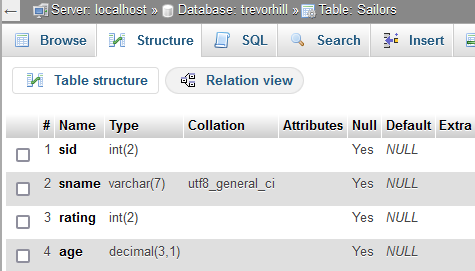 Server: localhost » Database: trevorhill » Table: Sailors
Browse Structure SQL Search Insert
Table structure Relation view
# Name Type Collation Attributes Null Default Extra
1 sid int(2) Yes NULL
2 sname varchar(7) utf8_general_ci Yes NULL
3 rating int(2) Yes NULL
4 age decimal(3,1) Yes NULL